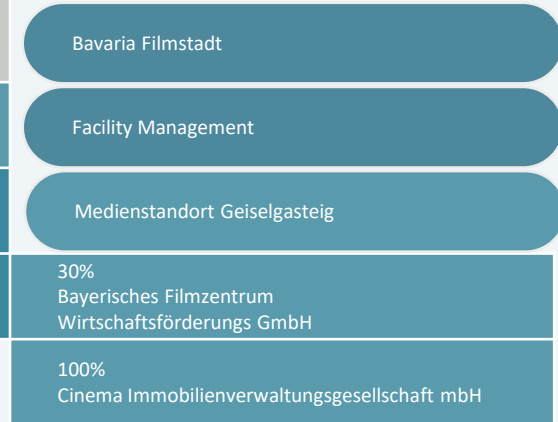 Bavaria Filmstadt
Facility Management
Medienstandort Geiselgasteig
30%
Bayerisches Filmzentrum
Wirtschaftsförderungs GmbH
100%
Cinema Immobilienverwaltungsgesellschaft mbH